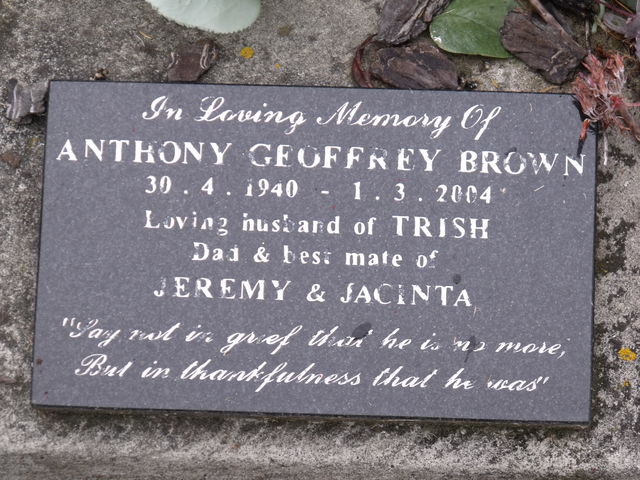 In Loving Memory Of
ANTHONY GEOFFREY BROWN
30 . 4 . 1940 - 1 . 3 . 2004
Loving husband of TRISH
Dad & best mate of
JEREMY & JACINTA
"Say not in grief that he is no more,
But in thankfulness that he was"